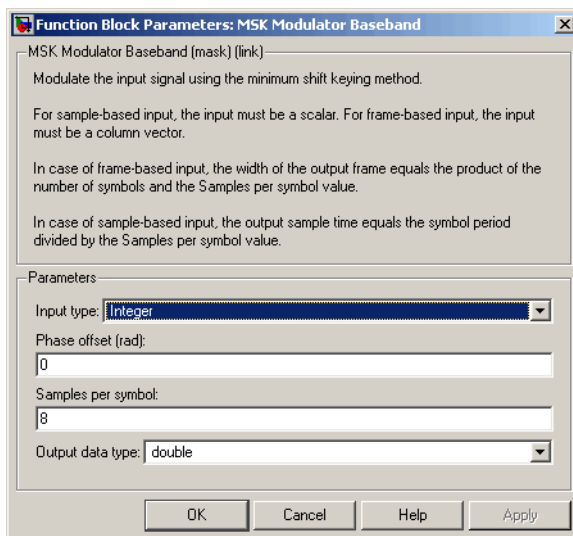 Function Block Parameters: MSK Modulator Baseband
MSK Modulator Baseband (mask) (link)
Modulate the input signal using the minimum shift keying method.
For sample-based input, the input must be a scalar. For frame-based input, the input
must be a column vector.
In case of frame-based input, the width of the output frame equals the product of the
number of symbols and the Samples per symbol value.
In case of sample-based input, the output sample time equals the symbol period
divided by the Samples per symbol value.
Parameters
Input type: Integer
Phase offset (rad):
0
Samples per symbol:
8
Output data type: double
OK Cancel Help Apply